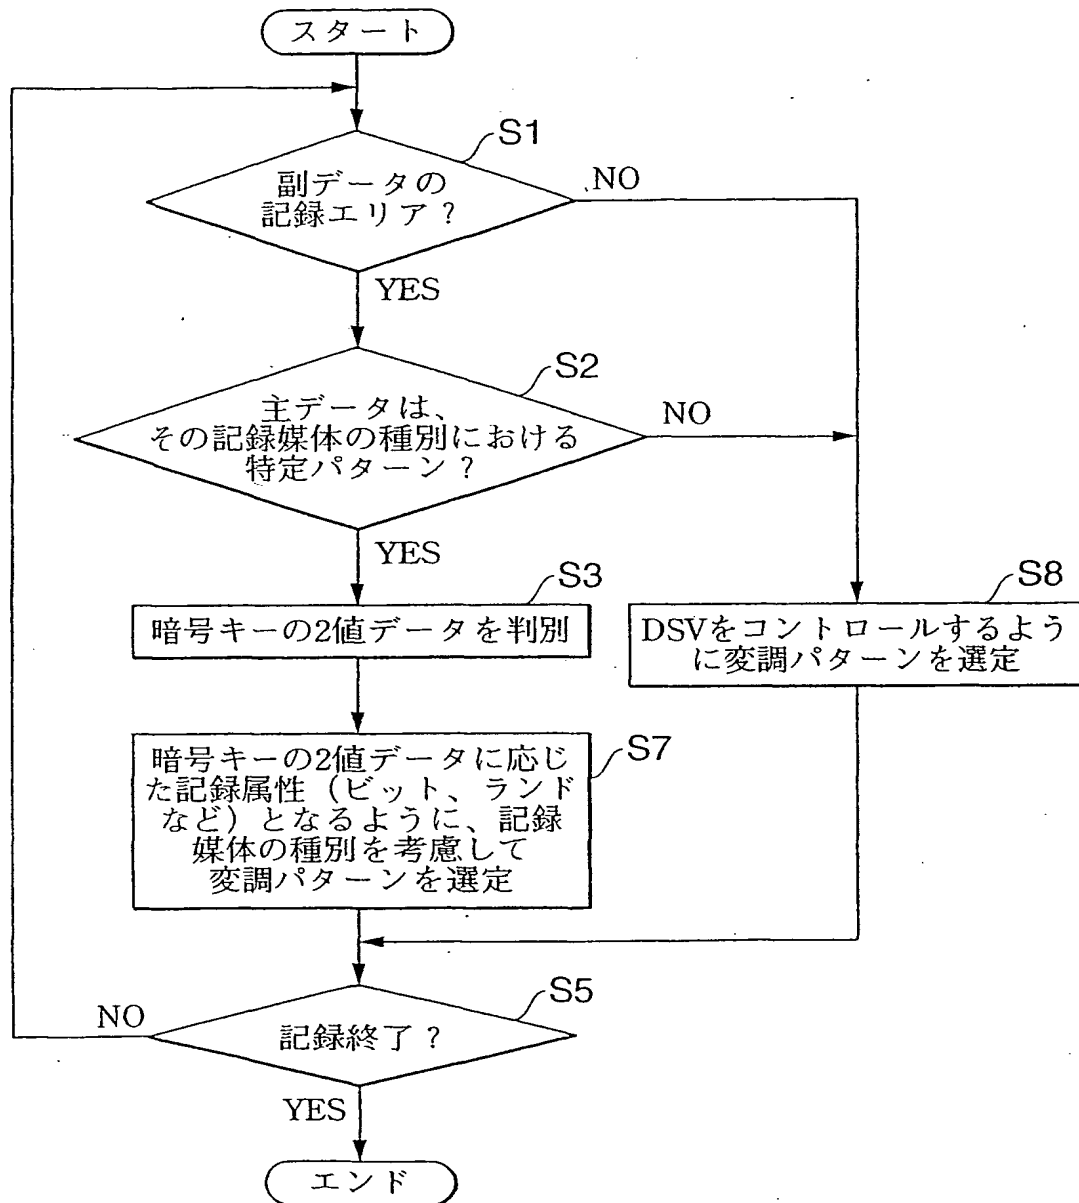 スタート
S1
副データの
記録エリア?
NO
YES
S2
主データは、
その記録媒体の種別における
特定パターン?
NO
YES
S3
暗号キーの2値データを判別
S8
DSVをコントロールするよう
に変調パターンを選定
S7
暗号キーの2値データに応じ
た記録属性(ビット、ランド
など)となるように、記録
媒体の種別を考慮して
変調パターンを選定
S5
NO
記録終了?
YES
エンド